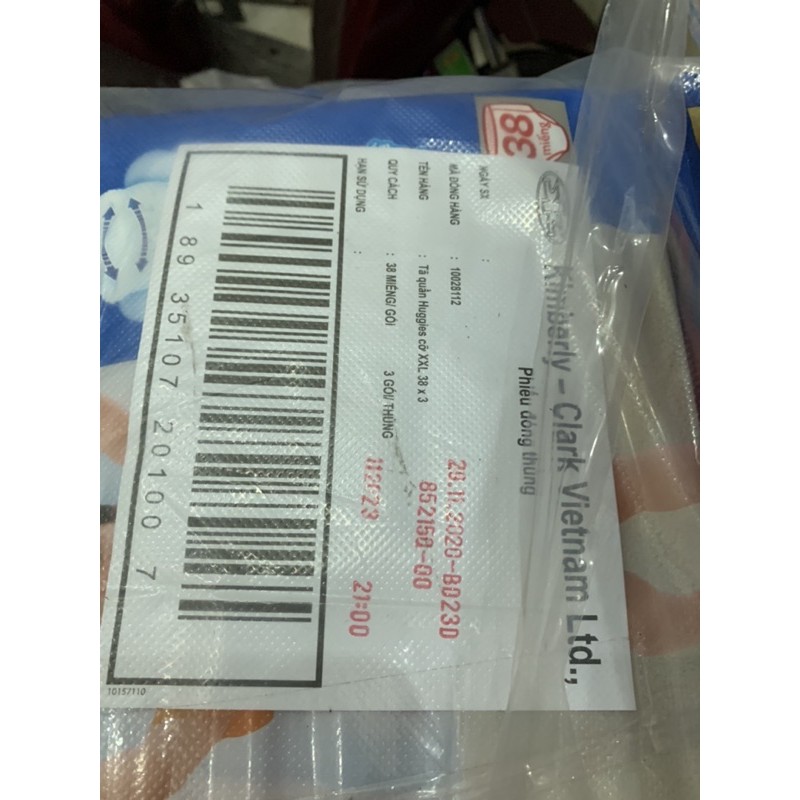 Kimberly – Clark Vietnam Ltd.,
Phiếu đóng thùng
NGÀY SX :
26.11.2020-B0230
MÃ ĐÓNG HÀNG : 10028112
852150-00
TÊN HÀNG : Tã quần Huggies cỡ XXL 38 x 3
QUY CÁCH : 38 MIẾNG/ GÓI 3 GÓI/ THÙNG
HẠN SỬ DỤNG :
21:00
1 89 35107 20100 7
10157110
38
miếng